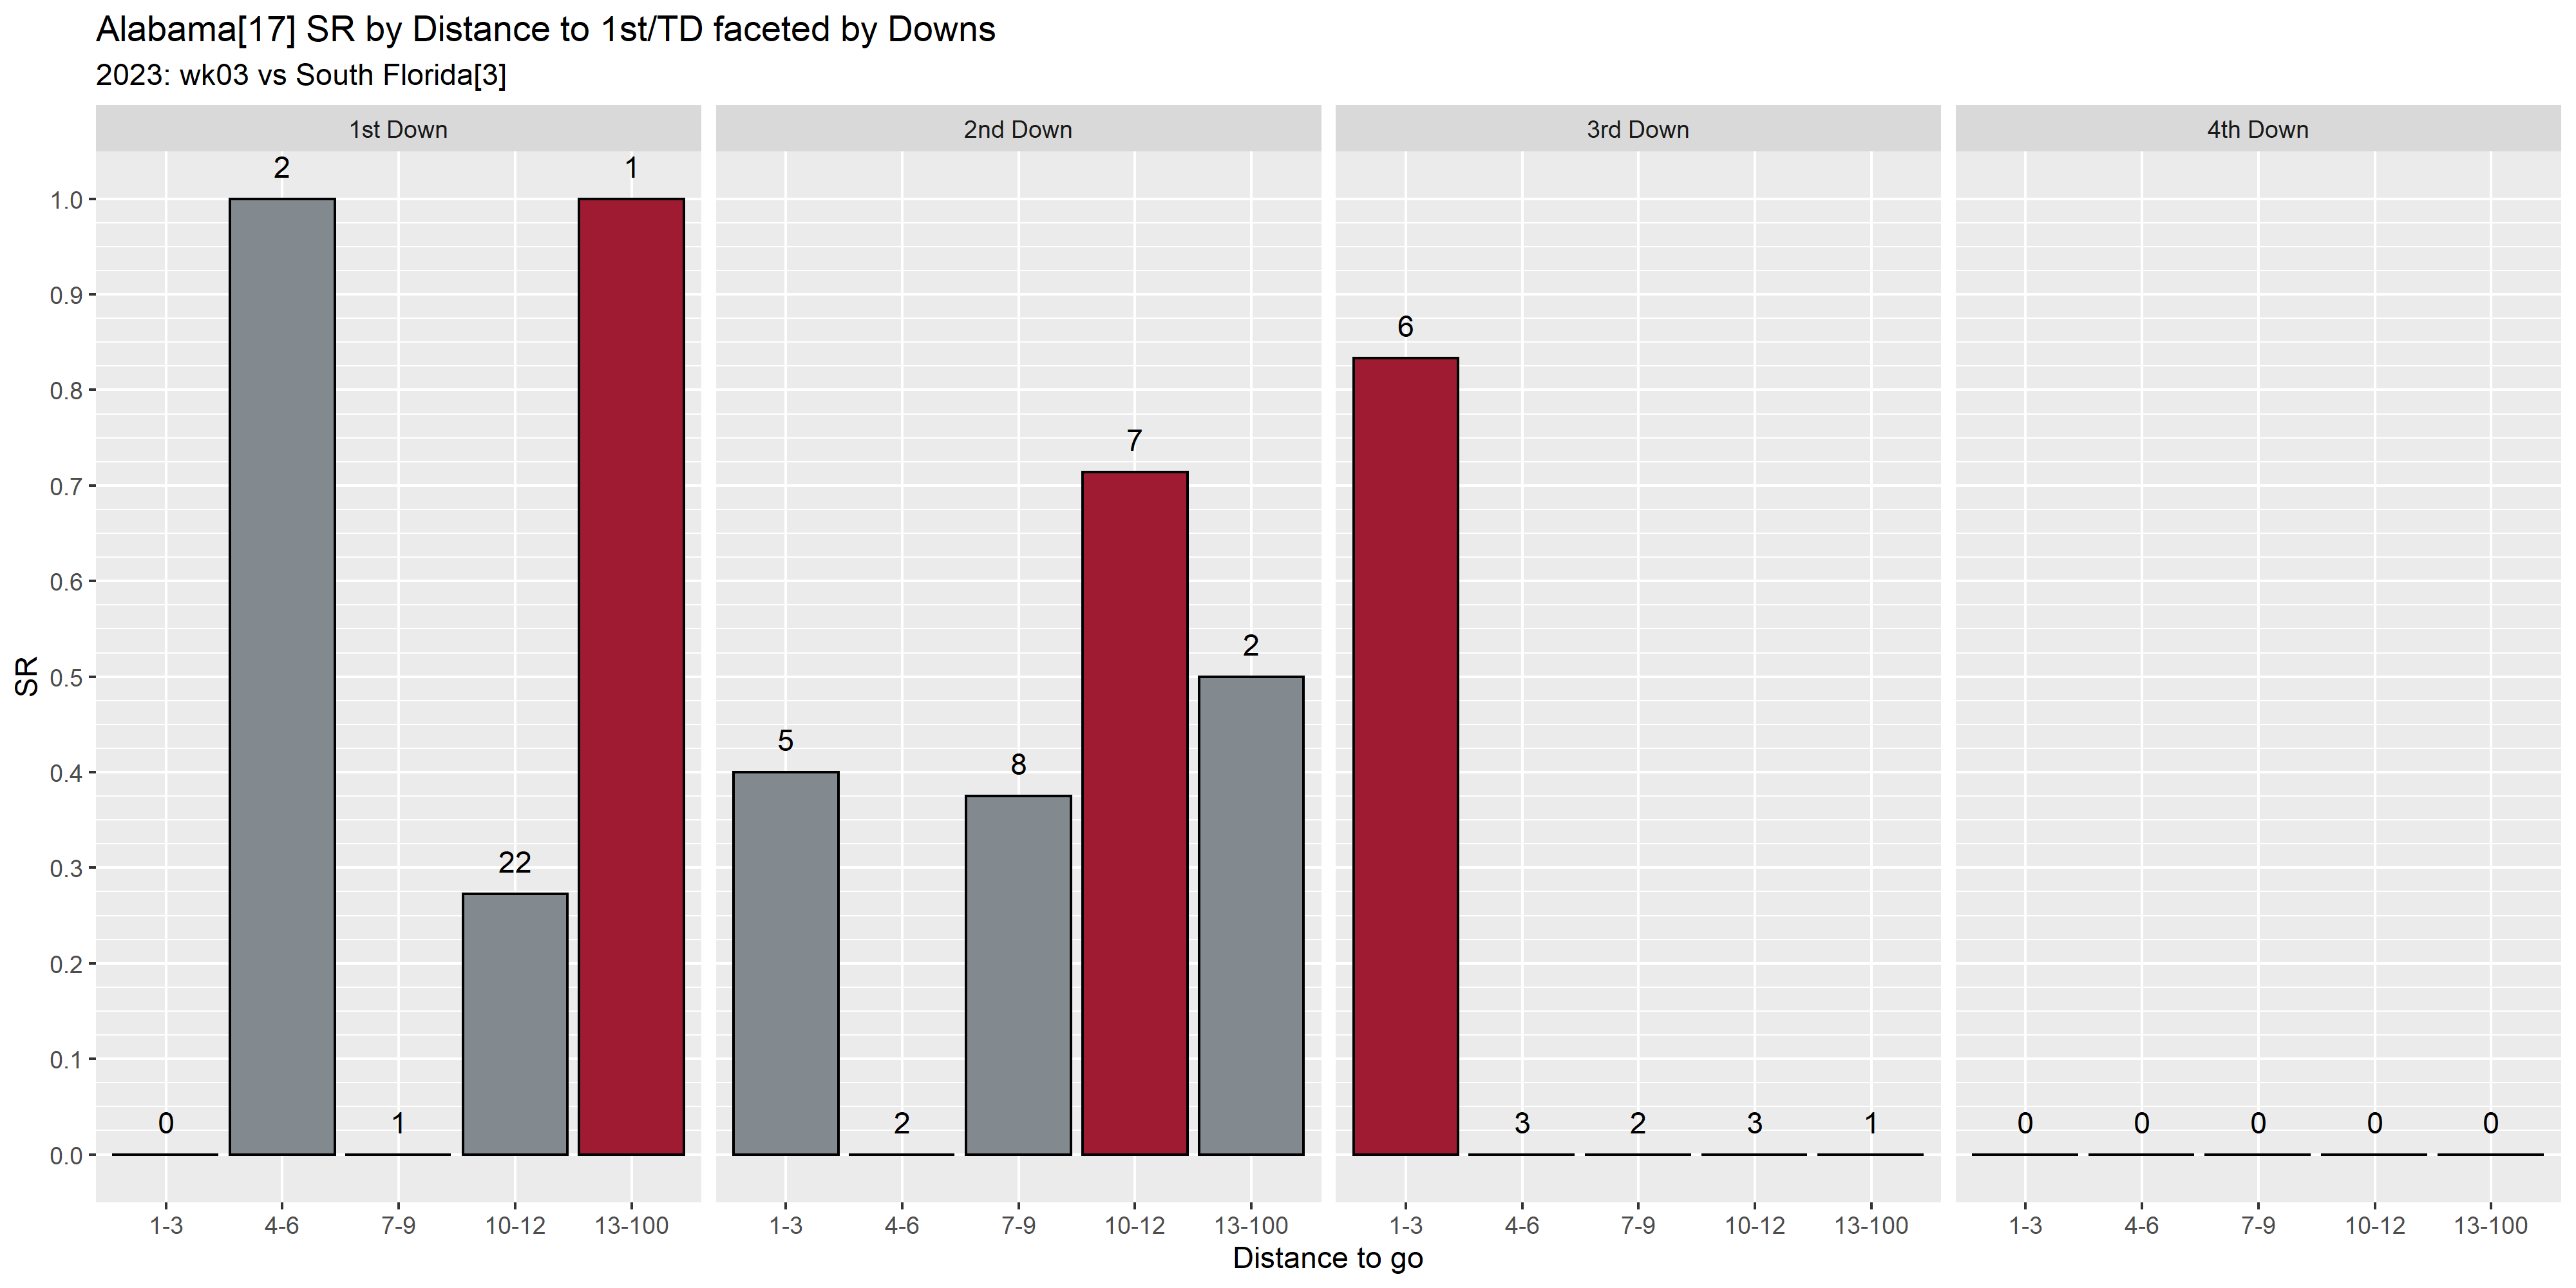 Alabama[17] SR by Distance to 1st/TD faceted by Downs
2023: wk03 vs South Florida[3]
1st Down
2nd Down
3rd Down
4th Down
SR
1.0
0.9
0.8
0.7
0.6
0.5
0.4
0.3
0.2
0.1
0.0
0 2 1 22 1
5 2 8 7 2
6 3 2 3 1
0 0 0 0 0
1-3 4-6 7-9 10-12 13-100
1-3 4-6 7-9 10-12 13-100
1-3 4-6 7-9 10-12 13-100
1-3 4-6 7-9 10-12 13-100
Distance to go